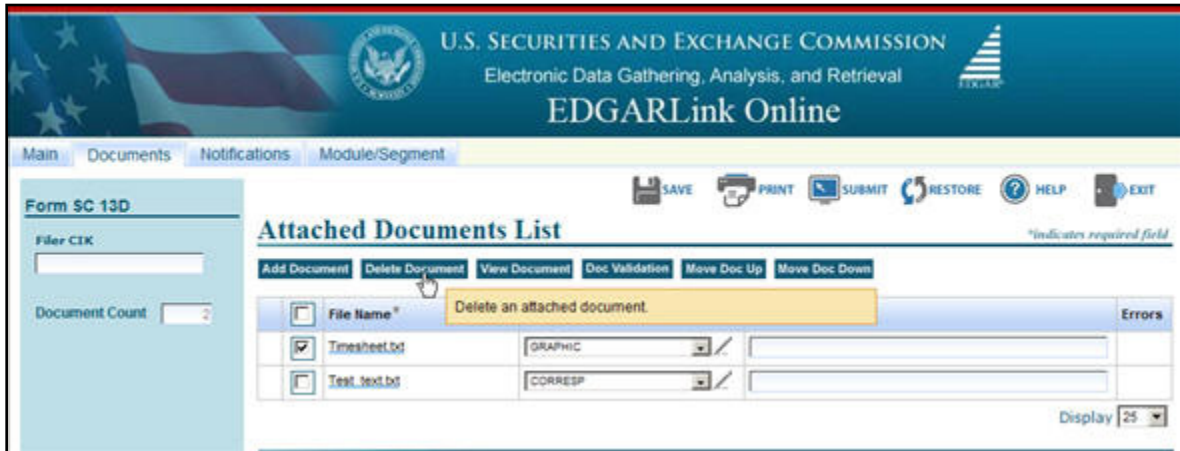 U.S. SECURITIES AND EXCHANGE COMMISSION
Electronic Data Gathering, Analysis, and Retrieval
EDGAR
EDGARLink Online
Main Documents Notifications Module/Segment
SAVE PRINT SUBMIT RESTORE HELP EXIT
Form SC 13D
Filer CIK
Document Count 2
Attached Documents List
*indicates required field
Add Document Delete Document View Document Doc Validation Move Doc Up Move Doc Down
Delete an attached document.
File Name* Errors
Timesheet.txt GRAPHIC
Test_text.txt CORRESP
Display 25